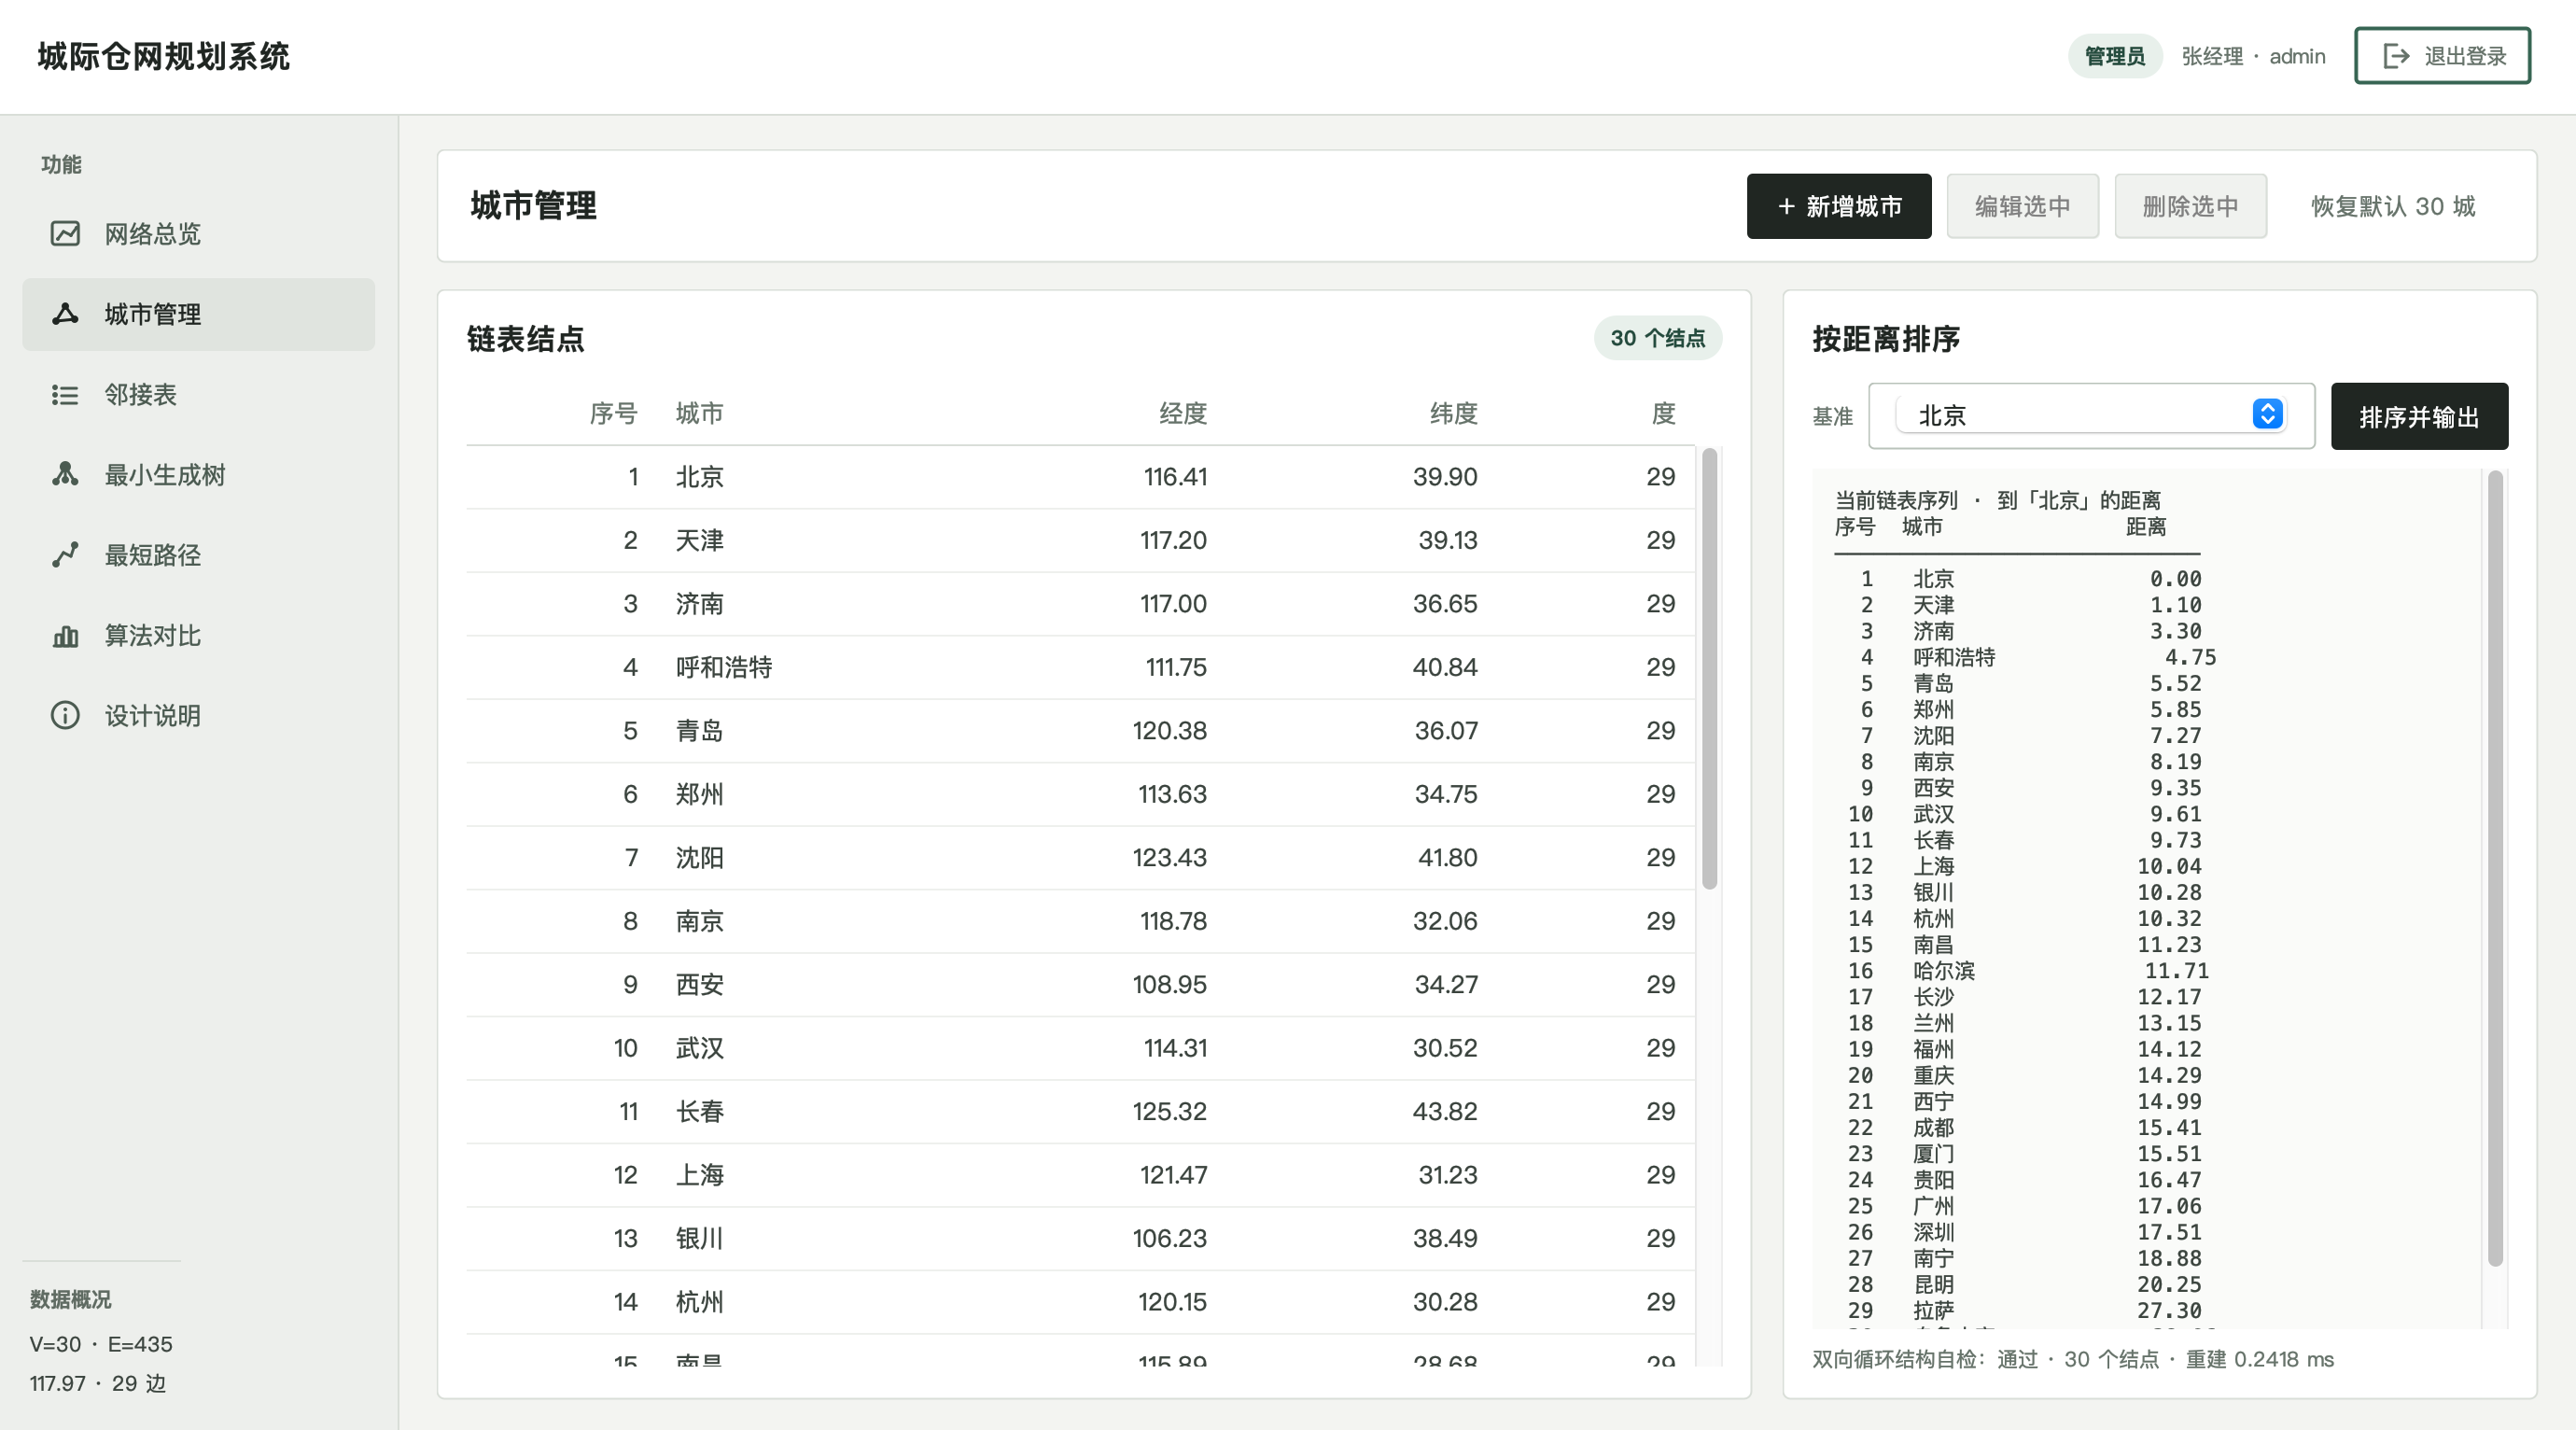 城际仓网规划系统
管理员 张经理 · admin 退出登录
功能
网络总览
城市管理
邻接表
最小生成树
最短路径
算法对比
设计说明
数据概况
V=30 · E=435
117.97 · 29 边
城市管理
+ 新增城市 编辑选中 删除选中 恢复默认 30 城
链表结点 30 个结点
序号 城市 经度 纬度 度
1 北京 116.41 39.90 29
2 天津 117.20 39.13 29
3 济南 117.00 36.65 29
4 呼和浩特 111.75 40.84 29
5 青岛 120.38 36.07 29
6 郑州 113.63 34.75 29
7 沈阳 123.43 41.80 29
8 南京 118.78 32.06 29
9 西安 108.95 34.27 29
10 武汉 114.31 30.52 29
11 长春 125.32 43.82 29
12 上海 121.47 31.23 29
13 银川 106.23 38.49 29
14 杭州 120.15 30.28 29
15 南昌 115.89 28.68 29
按距离排序
基准 北京 排序并输出
当前链表序列 · 到「北京」的距离
序号 城市 距离
1 北京 0.00
2 天津 1.10
3 济南 3.30
4 呼和浩特 4.75
5 青岛 5.52
6 郑州 5.85
7 沈阳 7.27
8 南京 8.19
9 西安 9.35
10 武汉 9.61
11 长春 9.73
12 上海 10.04
13 银川 10.28
14 杭州 10.32
15 南昌 11.23
16 哈尔滨 11.71
17 长沙 12.17
18 兰州 13.15
19 福州 14.12
20 重庆 14.29
21 西宁 14.99
22 成都 15.41
23 厦门 15.51
24 贵阳 16.47
25 广州 17.06
26 深圳 17.51
27 南宁 18.88
28 昆明 20.25
29 拉萨 27.30
双向循环结构自检：通过 · 30 个结点 · 重建 0.2418 ms